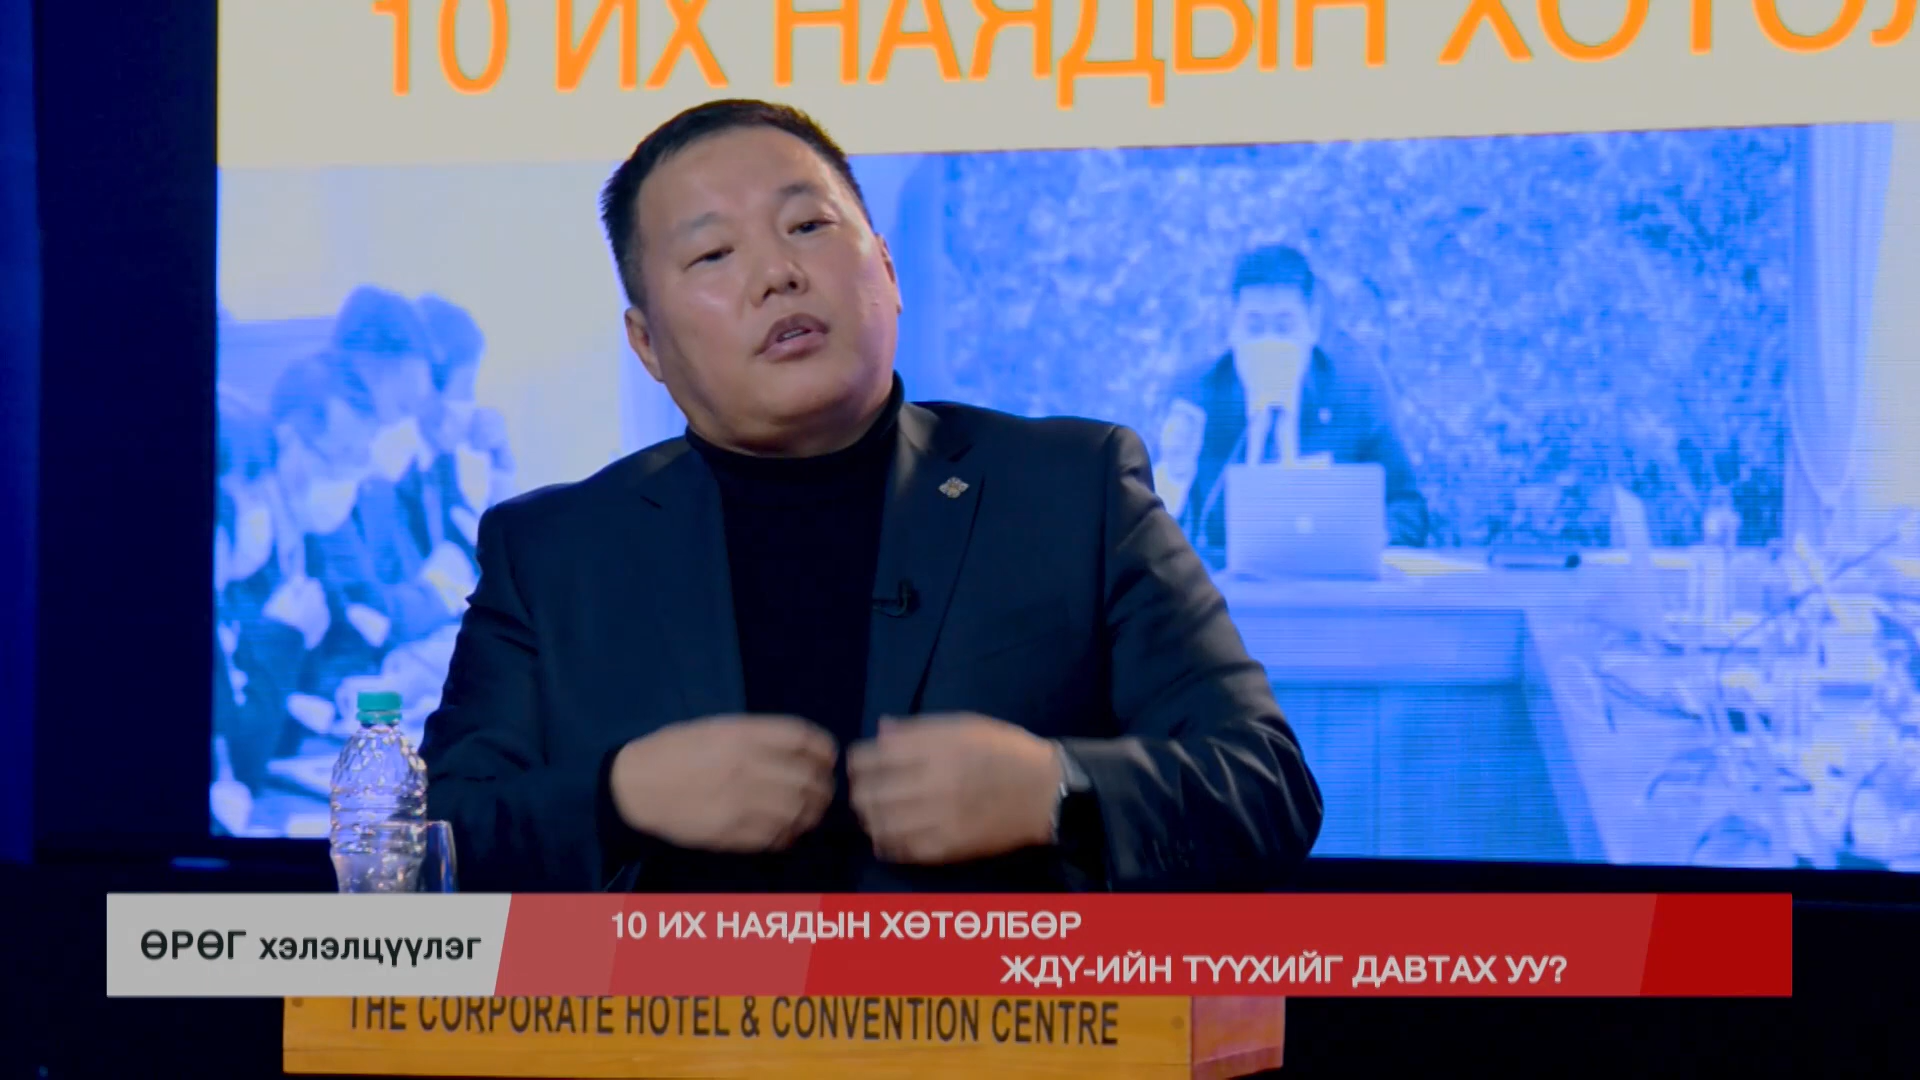 10 ИХ НАЯДЫН ХӨТӨЛ
ӨРӨГ хэлэлцүүлэг
10 ИХ НАЯДЫН ХӨТӨЛБӨР
ЖДҮ-ИЙН ТҮҮХИЙГ ДАВТАХ УУ?
THE CORPORATE HOTEL & CONVENTION CENTRE